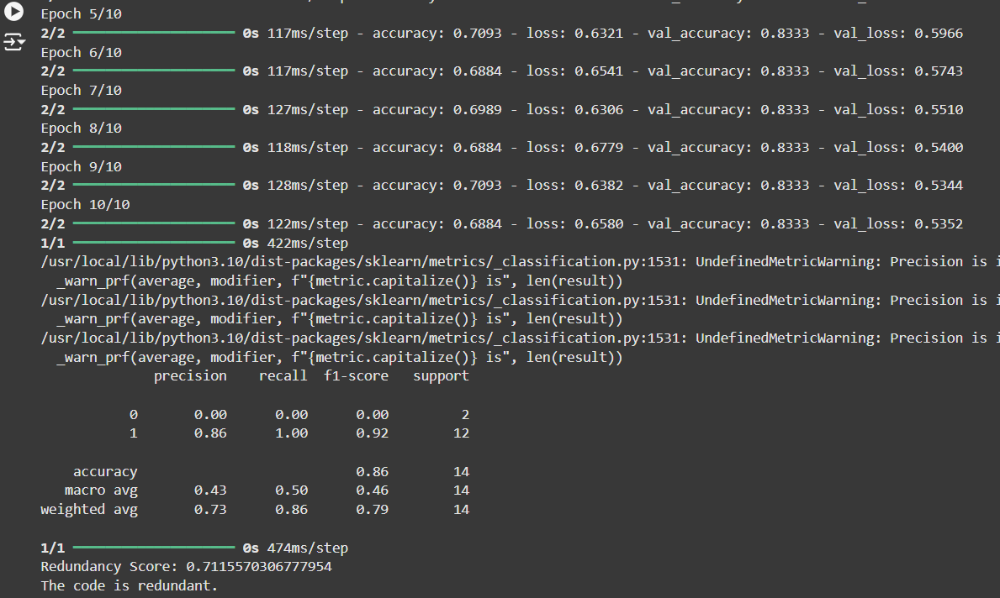 Epoch 5/10
2/2 0s 117ms/step - accuracy: 0.7093 - loss: 0.6321 - val_accuracy: 0.8333 - val_loss: 0.5966
Epoch 6/10
2/2 0s 117ms/step - accuracy: 0.6884 - loss: 0.6541 - val_accuracy: 0.8333 - val_loss: 0.5743
Epoch 7/10
2/2 0s 127ms/step - accuracy: 0.6989 - loss: 0.6306 - val_accuracy: 0.8333 - val_loss: 0.5510
Epoch 8/10
2/2 0s 118ms/step - accuracy: 0.6884 - loss: 0.6779 - val_accuracy: 0.8333 - val_loss: 0.5400
Epoch 9/10
2/2 0s 128ms/step - accuracy: 0.7093 - loss: 0.6382 - val_accuracy: 0.8333 - val_loss: 0.5344
Epoch 10/10
2/2 0s 122ms/step - accuracy: 0.6884 - loss: 0.6580 - val_accuracy: 0.8333 - val_loss: 0.5352
1/1 0s 422ms/step
/usr/local/lib/python3.10/dist-packages/sklearn/metrics/_classification.py:1531: UndefinedMetricWarning: Precision is
_warn_prf(average, modifier, f"{metric.capitalize()} is", len(result))
/usr/local/lib/python3.10/dist-packages/sklearn/metrics/_classification.py:1531: UndefinedMetricWarning: Precision is
_warn_prf(average, modifier, f"{metric.capitalize()} is", len(result))
/usr/local/lib/python3.10/dist-packages/sklearn/metrics/_classification.py:1531: UndefinedMetricWarning: Precision is
_warn_prf(average, modifier, f"{metric.capitalize()} is", len(result))
precision recall f1-score support
0 0.00 0.00 0.00 2
1 0.86 1.00 0.92 12
accuracy 0.86 14
macro avg 0.43 0.50 0.46 14
weighted avg 0.73 0.86 0.79 14
1/1 0s 474ms/step
Redundancy Score: 0.7115570306777954
The code is redundant.